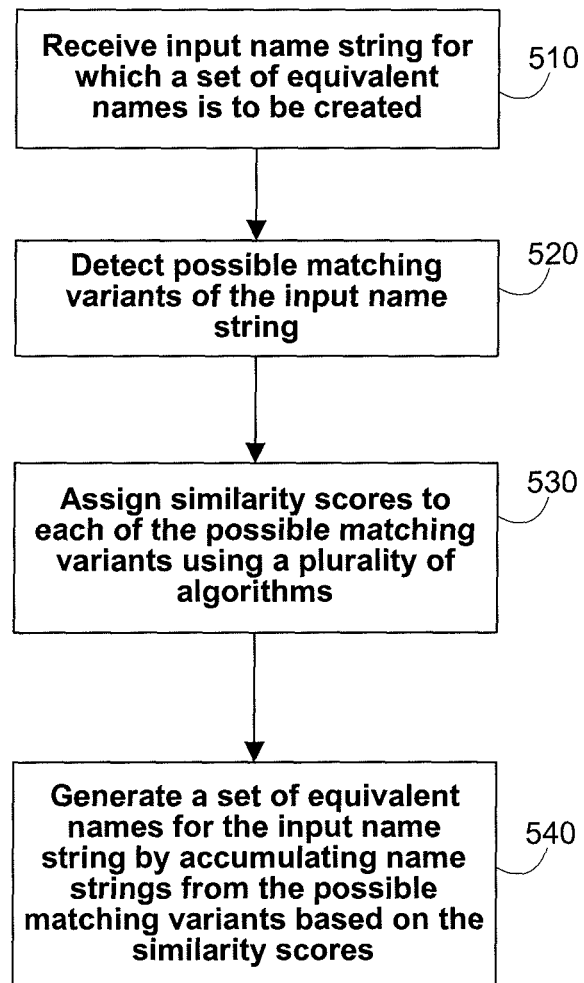 Receive input name string for
which a set of equivalent
names is to be created
510
Detect possible matching
variants of the input name
string
520
Assign similarity scores to
each of the possible matching
variants using a plurality of
algorithms
530
Generate a set of equivalent
names for the input name
string by accumulating name
strings from the possible
matching variants based on the
similarity scores
540